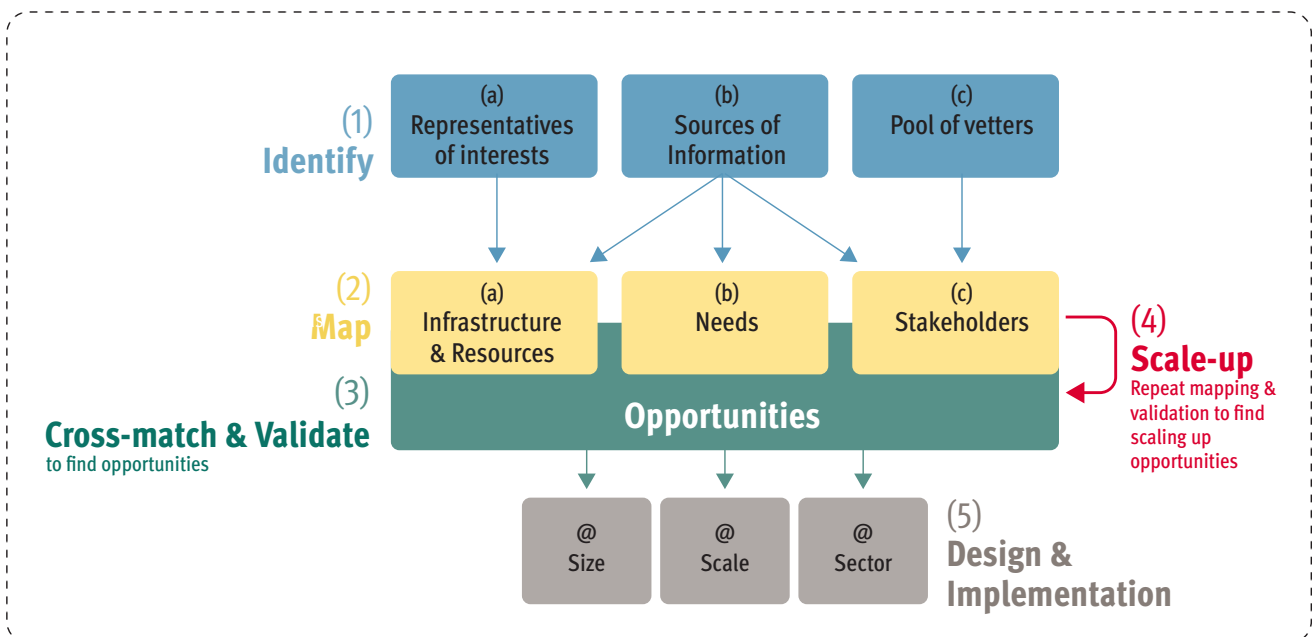 (1)
Identify
(a)
Representatives
of interests
(b)
Sources of
Information
(c)
Pool of vetters
(2)
Map
(a)
Infrastructure
& Resources
(b)
Needs
(c)
Stakeholders
(3)
Cross-match & Validate
to find opportunities
Opportunities
(4)
Scale-up
Repeat mapping &
validation to find
scaling up
opportunities
@
Size
@
Scale
@
Sector
(5)
Design &
Implementation